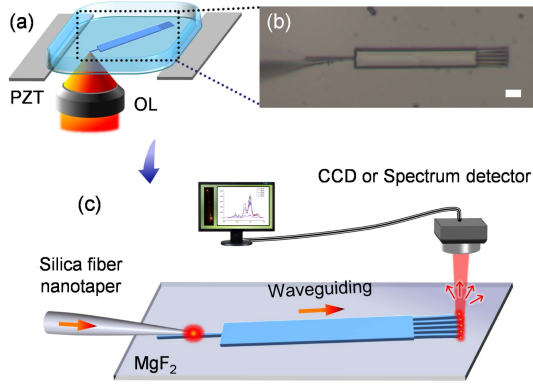 (a)
(b)
PZT
OL
(c)
CCD or Spectrum detector
Silica fiber
nanotaper
Waveguiding
MgF₂